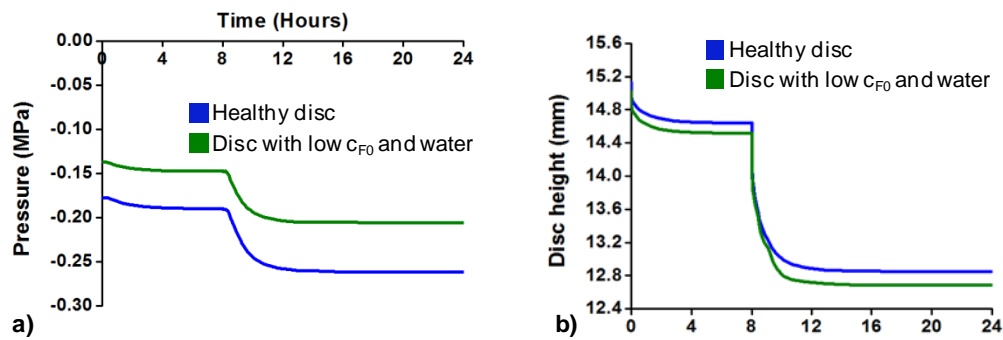 Time (Hours)
0.00
0 4 8 12 16 20 24
-0.05
-0.10
-0.15
-0.20
-0.25
-0.30
Pressure (MPa)
Healthy disc
Disc with low cF0 and water
a)
15.6
15.2
14.8
14.4
14.0
13.6
13.2
12.8
12.4
Disc height (mm)
Healthy disc
Disc with low cF0 and water
0 4 8 12 16 20 24
b)